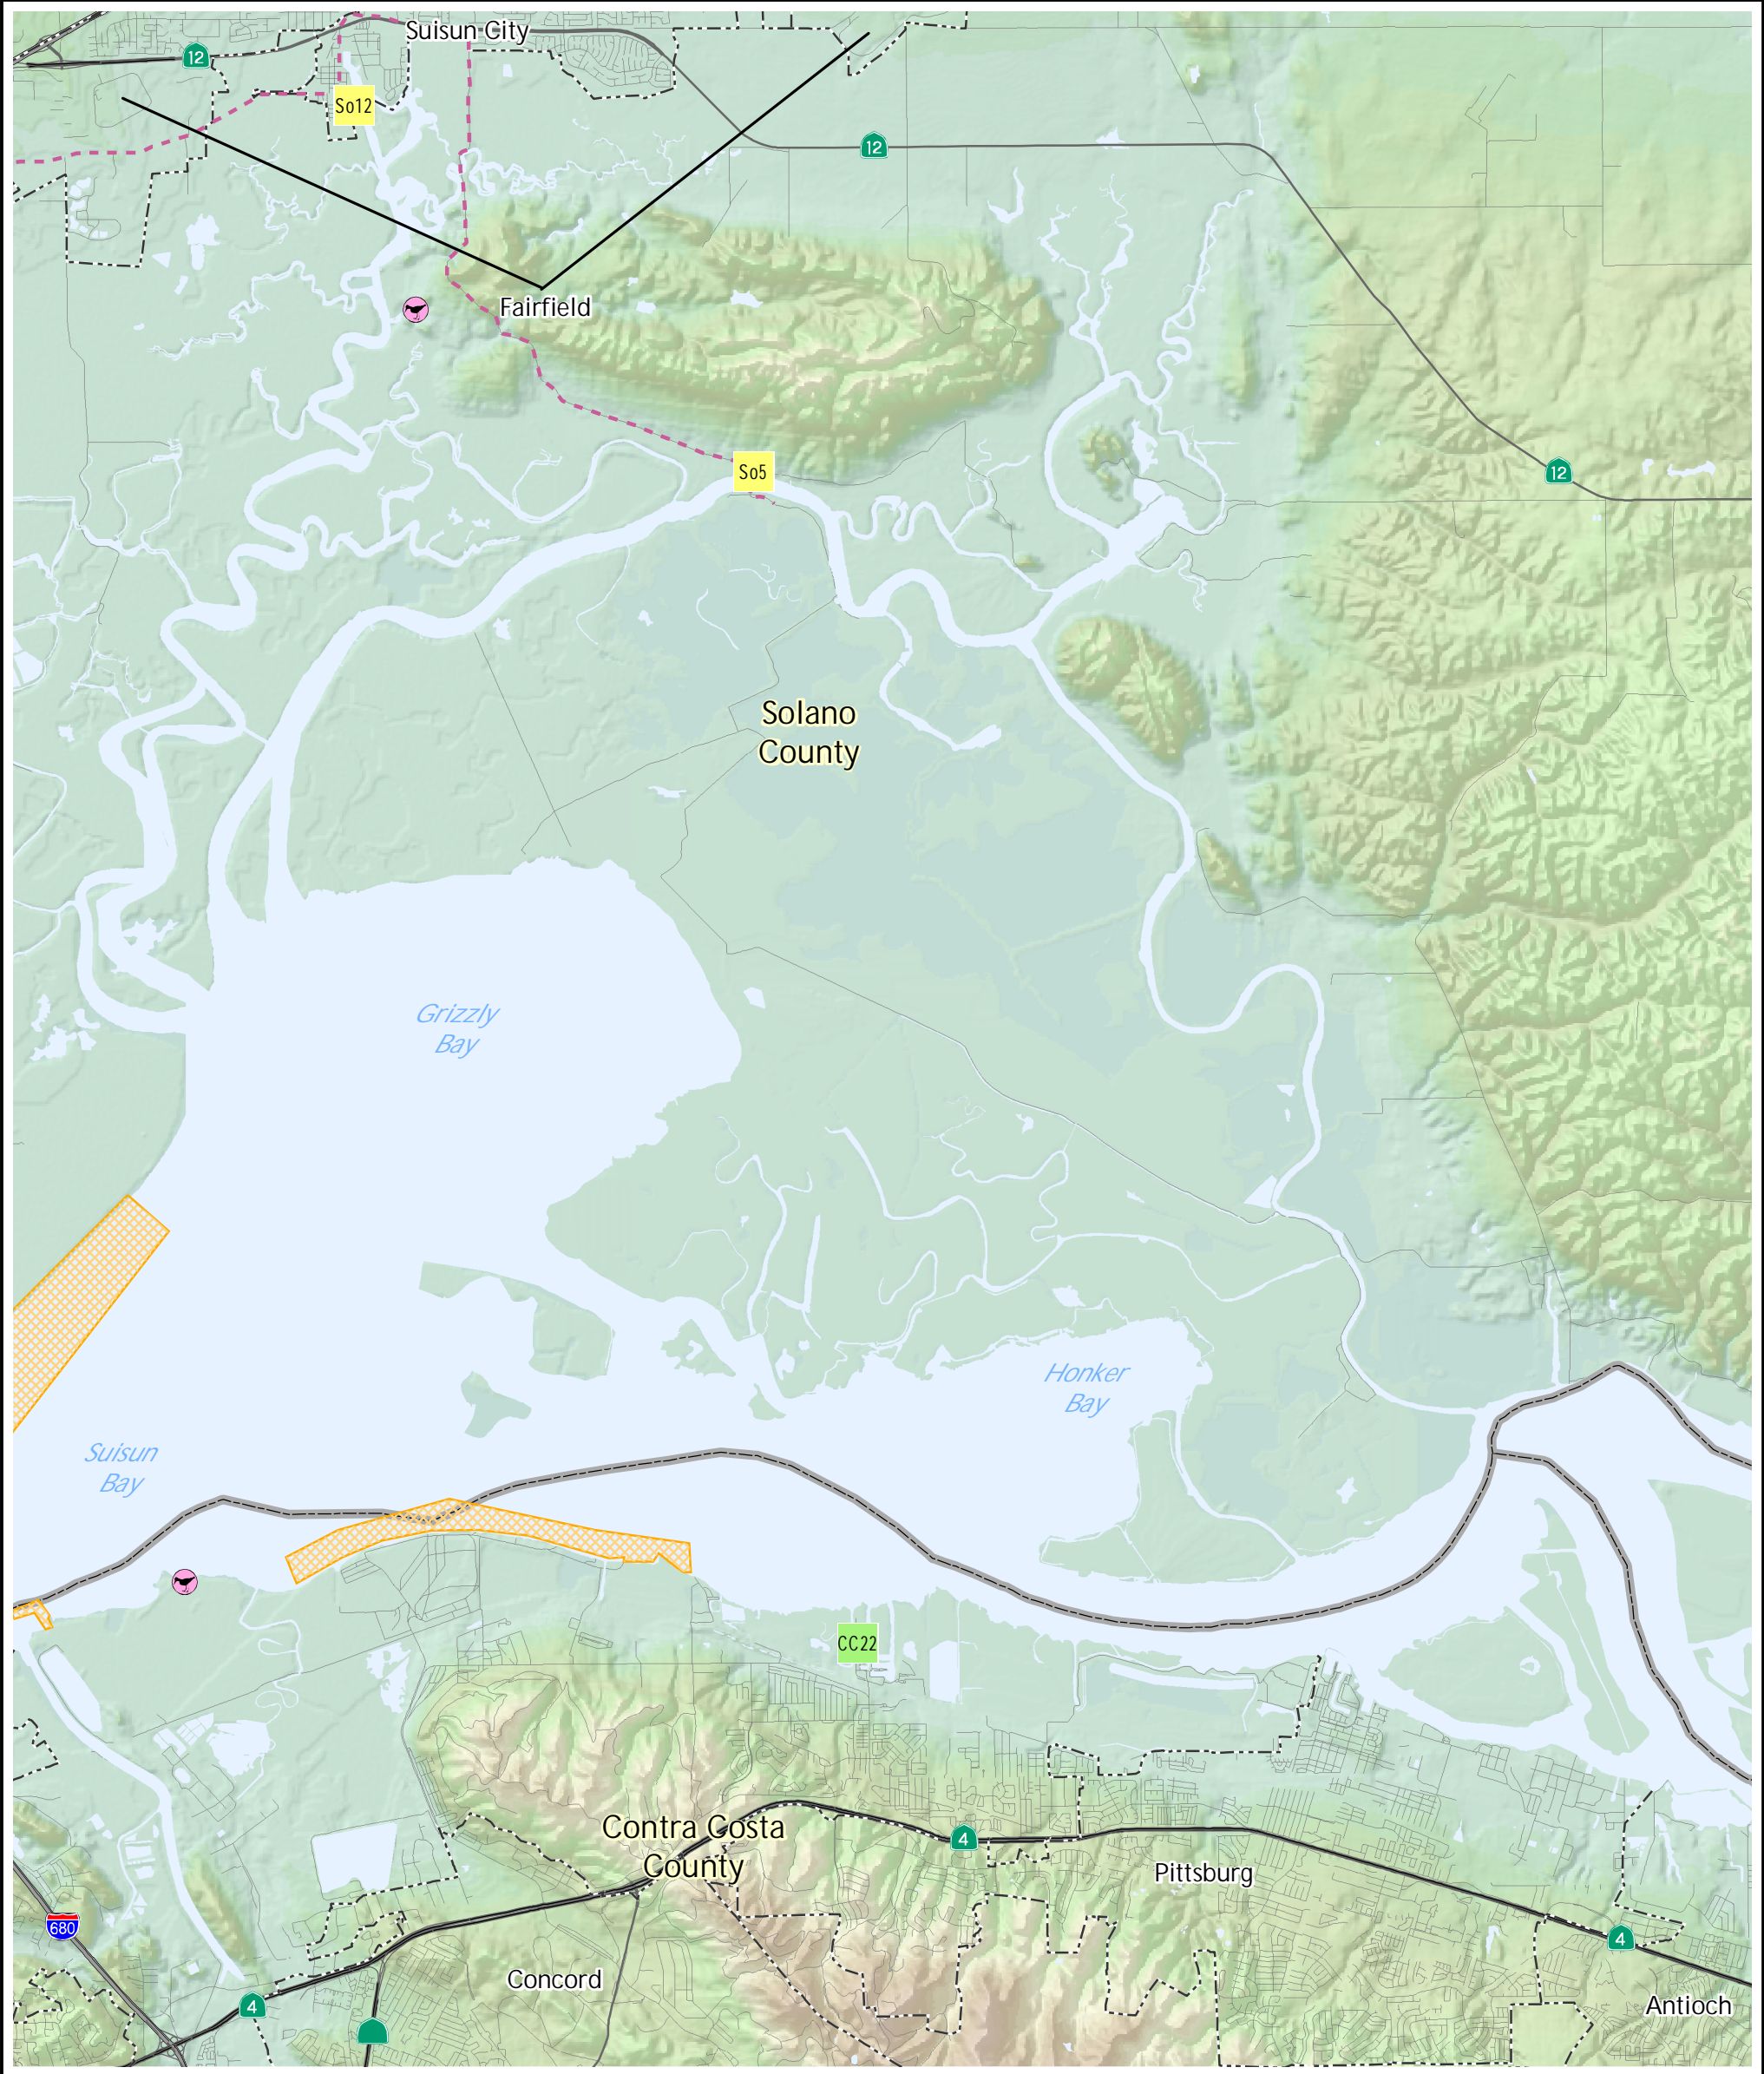 Suisun City
12
So12
12
Fairfield
So5
12
Solano
County
Grizzly
Bay
Honker
Bay
Suisun
Bay
CC22
Contra Costa
County
4
Pittsburg
680
4
Concord
4
Antioch